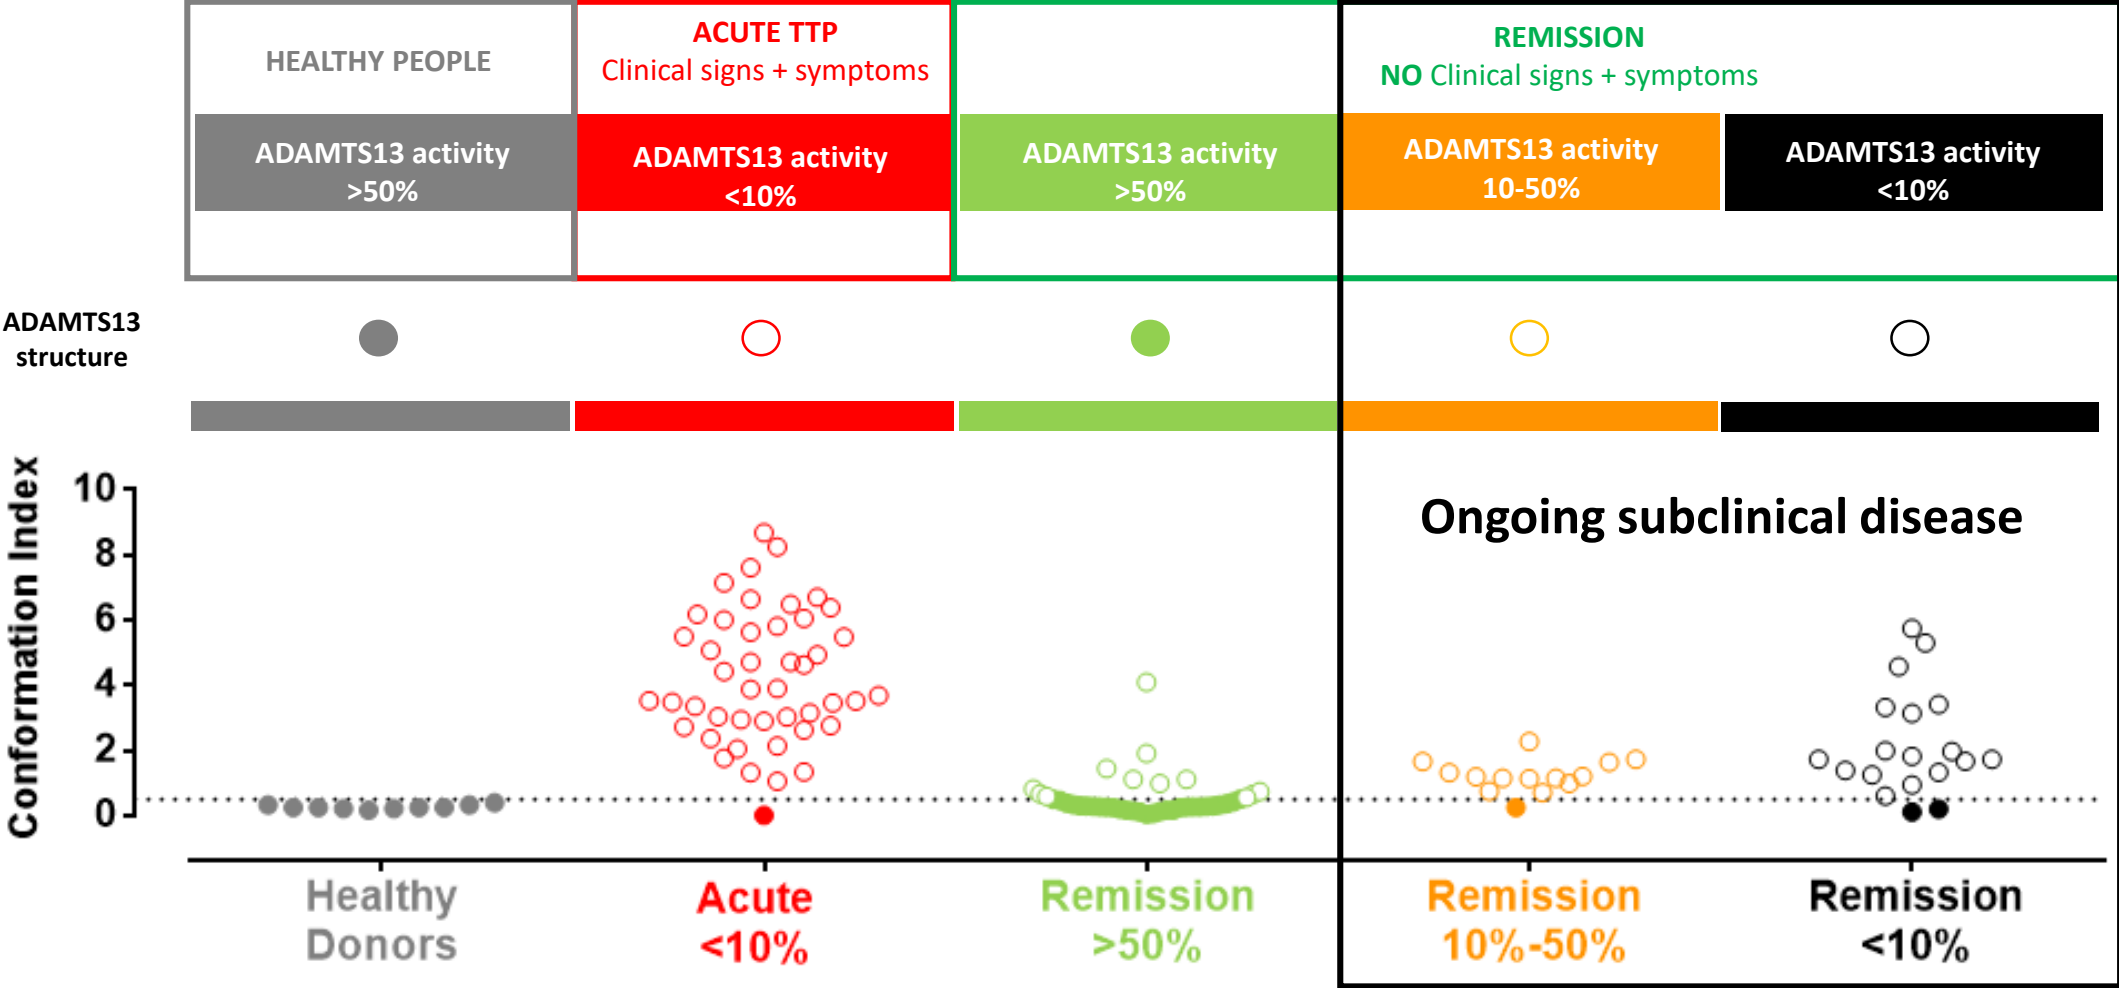 HEALTHY PEOPLE
ACUTE TTP
Clinical signs + symptoms
REMISSION
NO Clinical signs + symptoms
ADAMTS13 activity
>50%
ADAMTS13 activity
<10%
ADAMTS13 activity
>50%
ADAMTS13 activity
10-50%
ADAMTS13 activity
<10%
ADAMTS13
structure
Conformation Index
10
8
6
4
2
0
Ongoing subclinical disease
Healthy
Donors
Acute
<10%
Remission
>50%
Remission
10%-50%
Remission
<10%